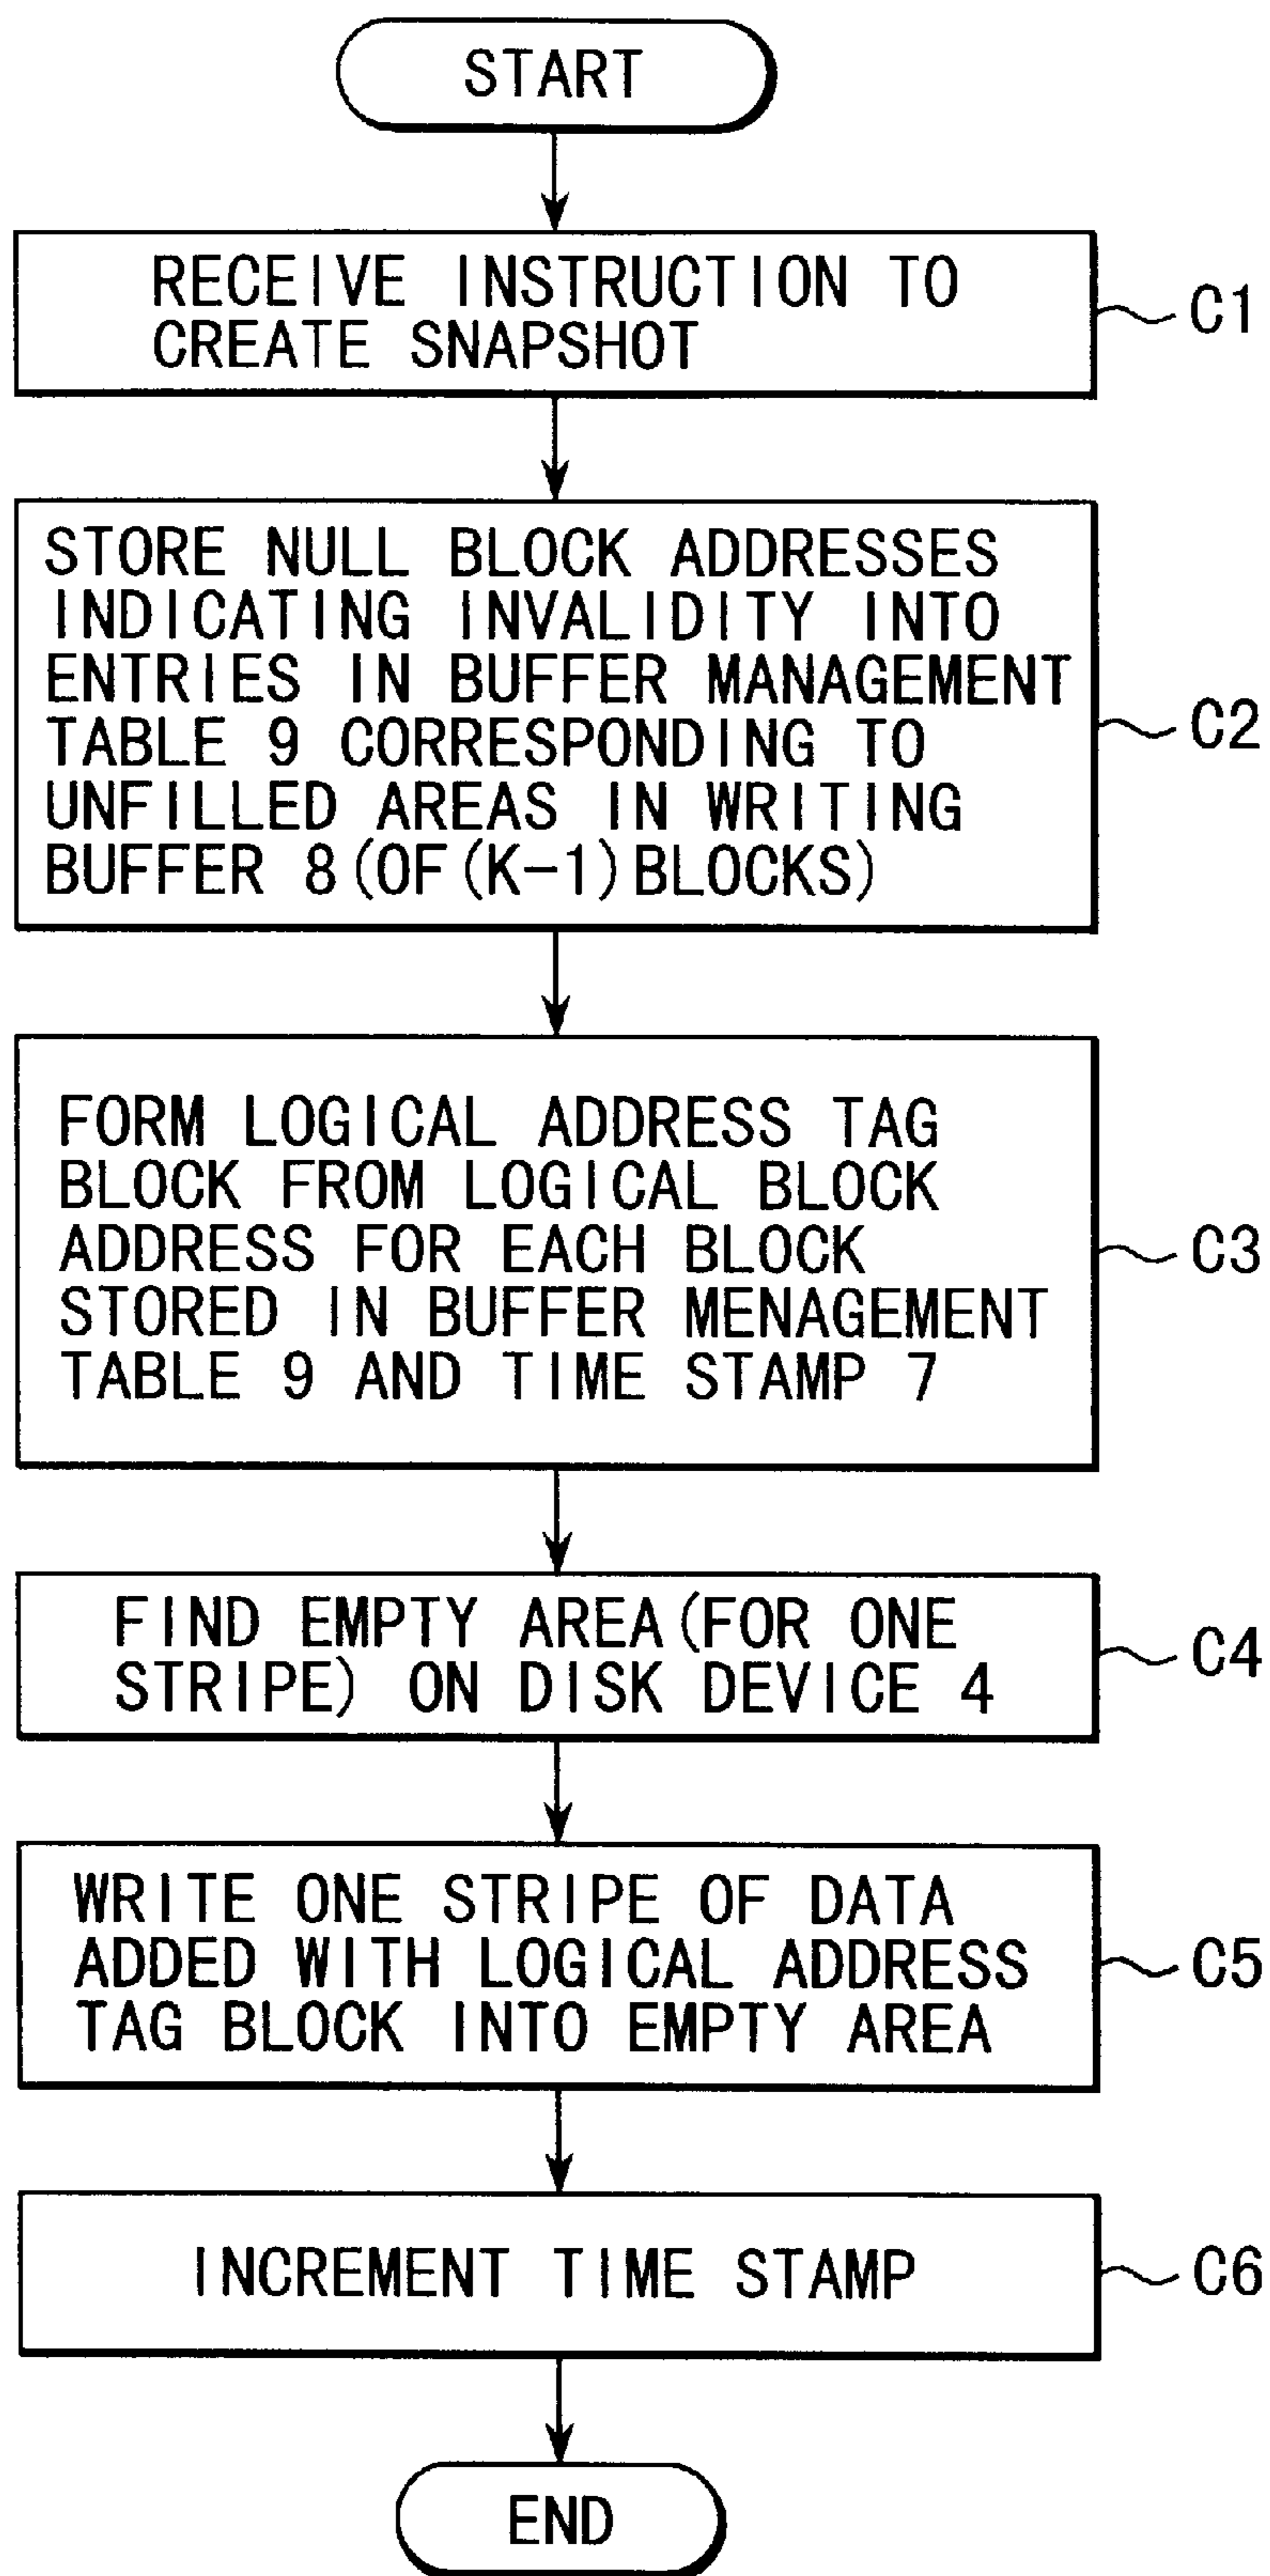 START
RECEIVE INSTRUCTION TO
CREATE SNAPSHOT
C1
STORE NULL BLOCK ADDRESSES
INDICATING INVALIDITY INTO
ENTRIES IN BUFFER MANAGEMENT
TABLE 9 CORRESPONDING TO
UNFILLED AREAS IN WRITING
BUFFER 8(OF(K-1)BLOCKS)
C2
FORM LOGICAL ADDRESS TAG
BLOCK FROM LOGICAL BLOCK
ADDRESS FOR EACH BLOCK
STORED IN BUFFER MENAGEMENT
TABLE 9 AND TIME STAMP 7
C3
FIND EMPTY AREA(FOR ONE
STRIPE) ON DISK DEVICE 4
C4
WRITE ONE STRIPE OF DATA
ADDED WITH LOGICAL ADDRESS
TAG BLOCK INTO EMPTY AREA
C5
INCREMENT TIME STAMP
C6
END